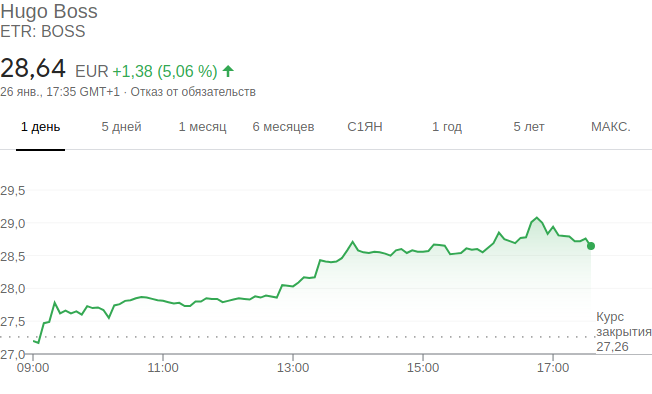 Hugo Boss
ETR: BOSS
28,64 EUR +1,38 (5,06 %)
26 янв., 17:35 GMT+1 · Отказ от обязательств
1 день 5 дней 1 месяц 6 месяцев С1ЯН 1 год 5 лет МАКС.
29,5
29,0
28,5
28,0
27,5
27,0
Курс
закрытия
27,26
09:00 11:00 13:00 15:00 17:00